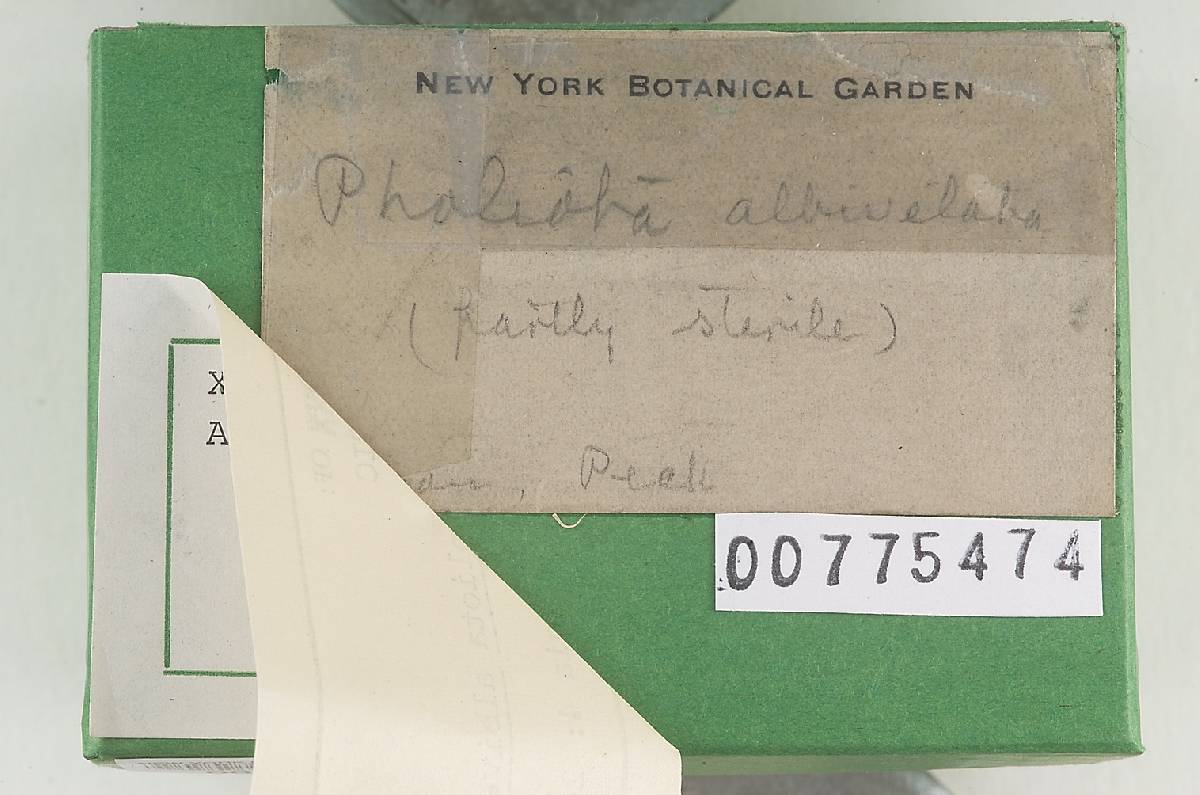 NEW YORK BOTANICAL GARDEN
Pholiota albivelata
(partly sterile)
Peck
00775474
X
A